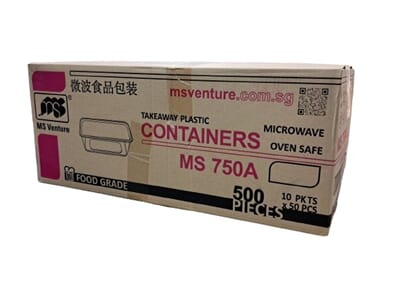 微波食品包装
msventure.com.sg
MS
MS Venture
TAKEAWAY PLASTIC
CONTAINERS
MS 750A
MICROWAVE
OVEN SAFE
FOOD GRADE
500
PIECES
10 PKTS
x 50 PCS